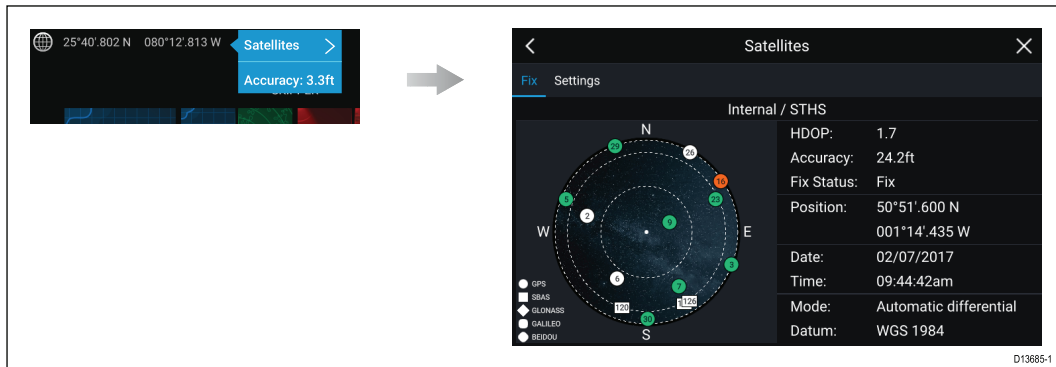 25°40'.802 N 080°12'.813 W
Satellites
Accuracy: 3.3ft
Satellites
Fix Settings
Internal / STHS
N
29
26
16
5
23
2
9
W
E
3
6
7
120
126
30
S
GPS
SBAS
GLONASS
GALILEO
BEIDOU
HDOP: 1.7
Accuracy: 24.2ft
Fix Status: Fix
Position: 50°51'.600 N
001°14'.435 W
Date: 02/07/2017
Time: 09:44:42am
Mode: Automatic differential
Datum: WGS 1984
D13685-1